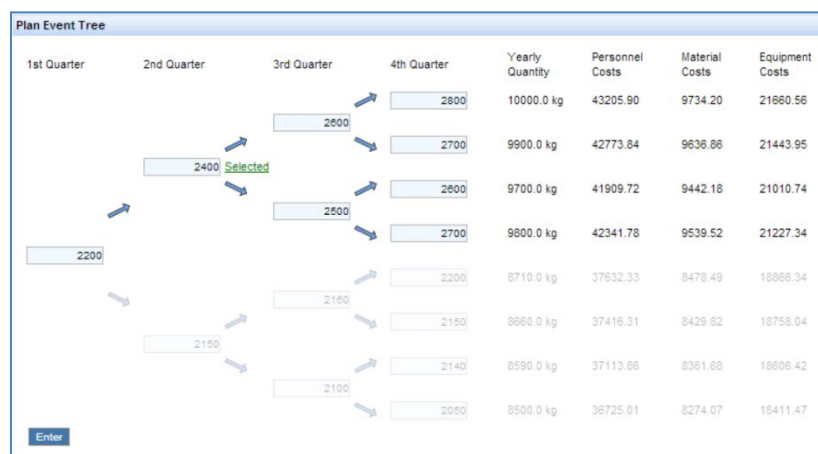 Plan Event Tree
1st Quarter 2nd Quarter 3rd Quarter 4th Quarter Yearly Quantity Personnel Costs Material Costs Equipment Costs
2800 10000.0 kg 43205.90 9734.20 21660.56
2600
2700 9900.0 kg 42773.84 9636.86 21443.95
2400 Selected
2600 9700.0 kg 41909.72 9442.18 21010.74
2500
2700 9800.0 kg 42341.78 9539.52 21227.34
2200
2200 8710.0 kg 37632.33 8478.49 18866.34
2160
2150 8660.0 kg 37416.31 8429.82 18758.04
2150
2140 8590.0 kg 37113.86 8361.68 18606.42
2100
2050 8500.0 kg 36725.01 8274.07 18411.47
Enter